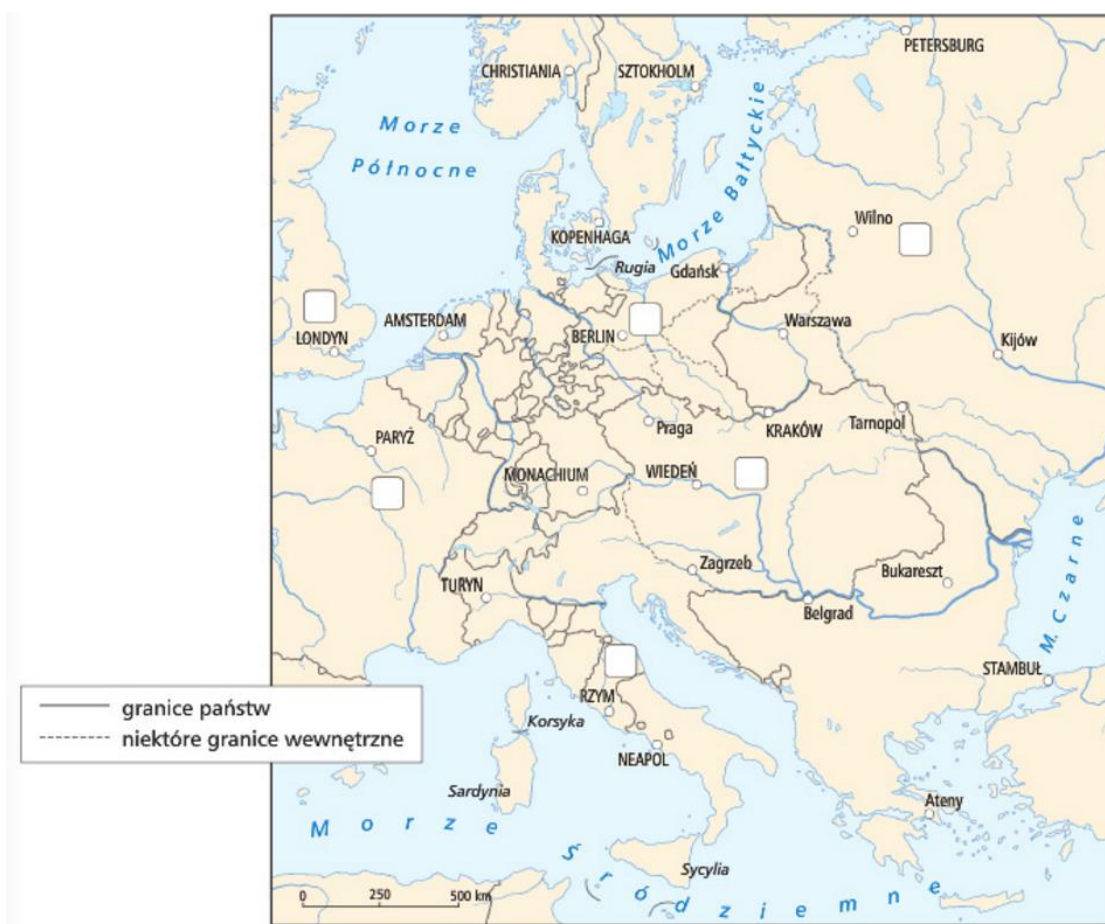 PETERSBURG
CHRISTIANIA
SZTOKHOLM
Morze
Północne
Morze Bałtyckie
KOPENHAGA
Rugia
Gdańsk
Wilno
LONDYN
AMSTERDAM
BERLIN
Warszawa
Kijów
PARYŻ
Praga
KRAKÓW
Tarnopol
MONACHIUM
WIEDEŃ
TURYN
Zagrzeb
Belgrad
Bukareszt
M. Czarne
STAMBUŁ
RZYM
Korsyka
NEAPOL
Sardynia
Ateny
Sycylia
Morze Śródziemne
0 250 500 km
granice państw
niektóre granice wewnętrzne